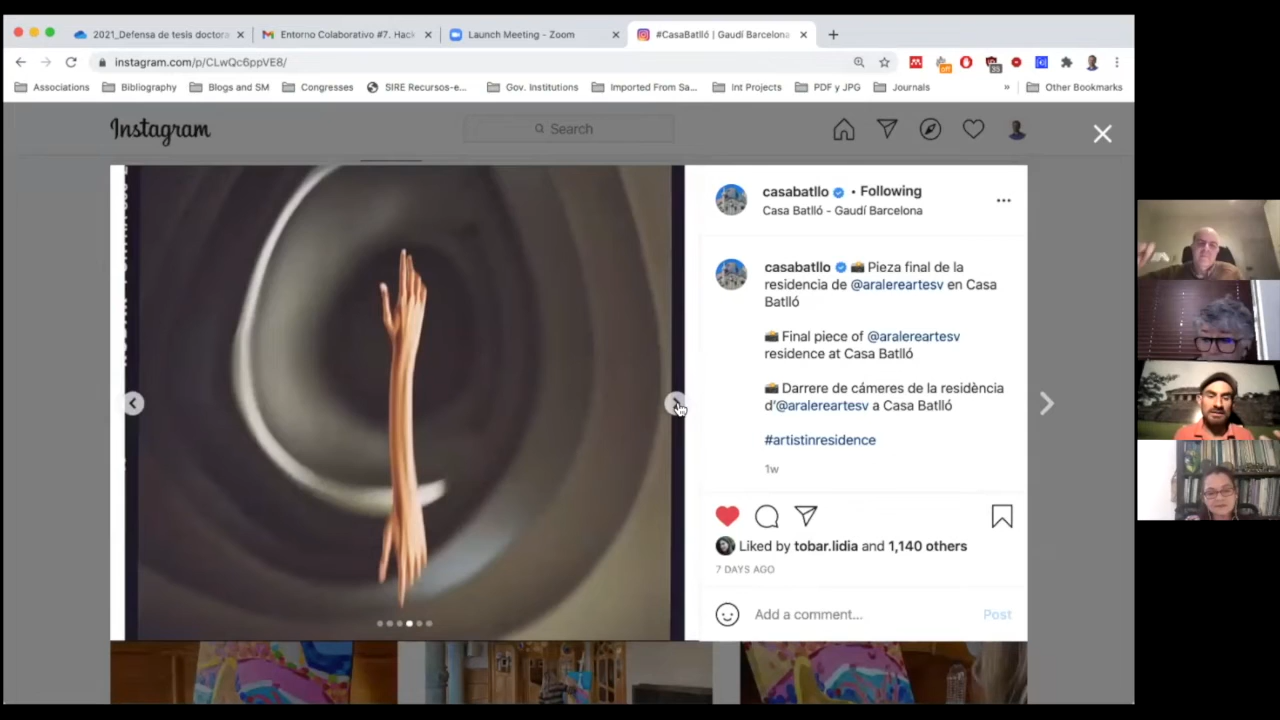 2021_Defensa de tesis doctora
Entorno Colaborativo #7. Hack
Launch Meeting - Zoom
#CasaBatlló | Gaudí Barcelona
instagram.com/p/CLwQc6ppVE8/
Associations
Bibliography
Blogs and SM
Congresses
SIRE Recursos-e...
Gov. Institutions
Imported From Sa...
Int Projects
PDF y JPG
Journals
»
Other Bookmarks
Instagram
Search
casabatllo • Following
Casa Batlló - Gaudí Barcelona
casabatllo 📸 Pieza final de la
residencia de @aralereartesv en Casa
Batlló
📸 Final piece of @aralereartesv
residence at Casa Batlló
📸 Darrere de cámeres de la residència
d'@aralereartesv a Casa Batlló
#artistinresidence
1w
Liked by tobar.lidia and 1,140 others
7 DAYS AGO
Add a comment...
Post